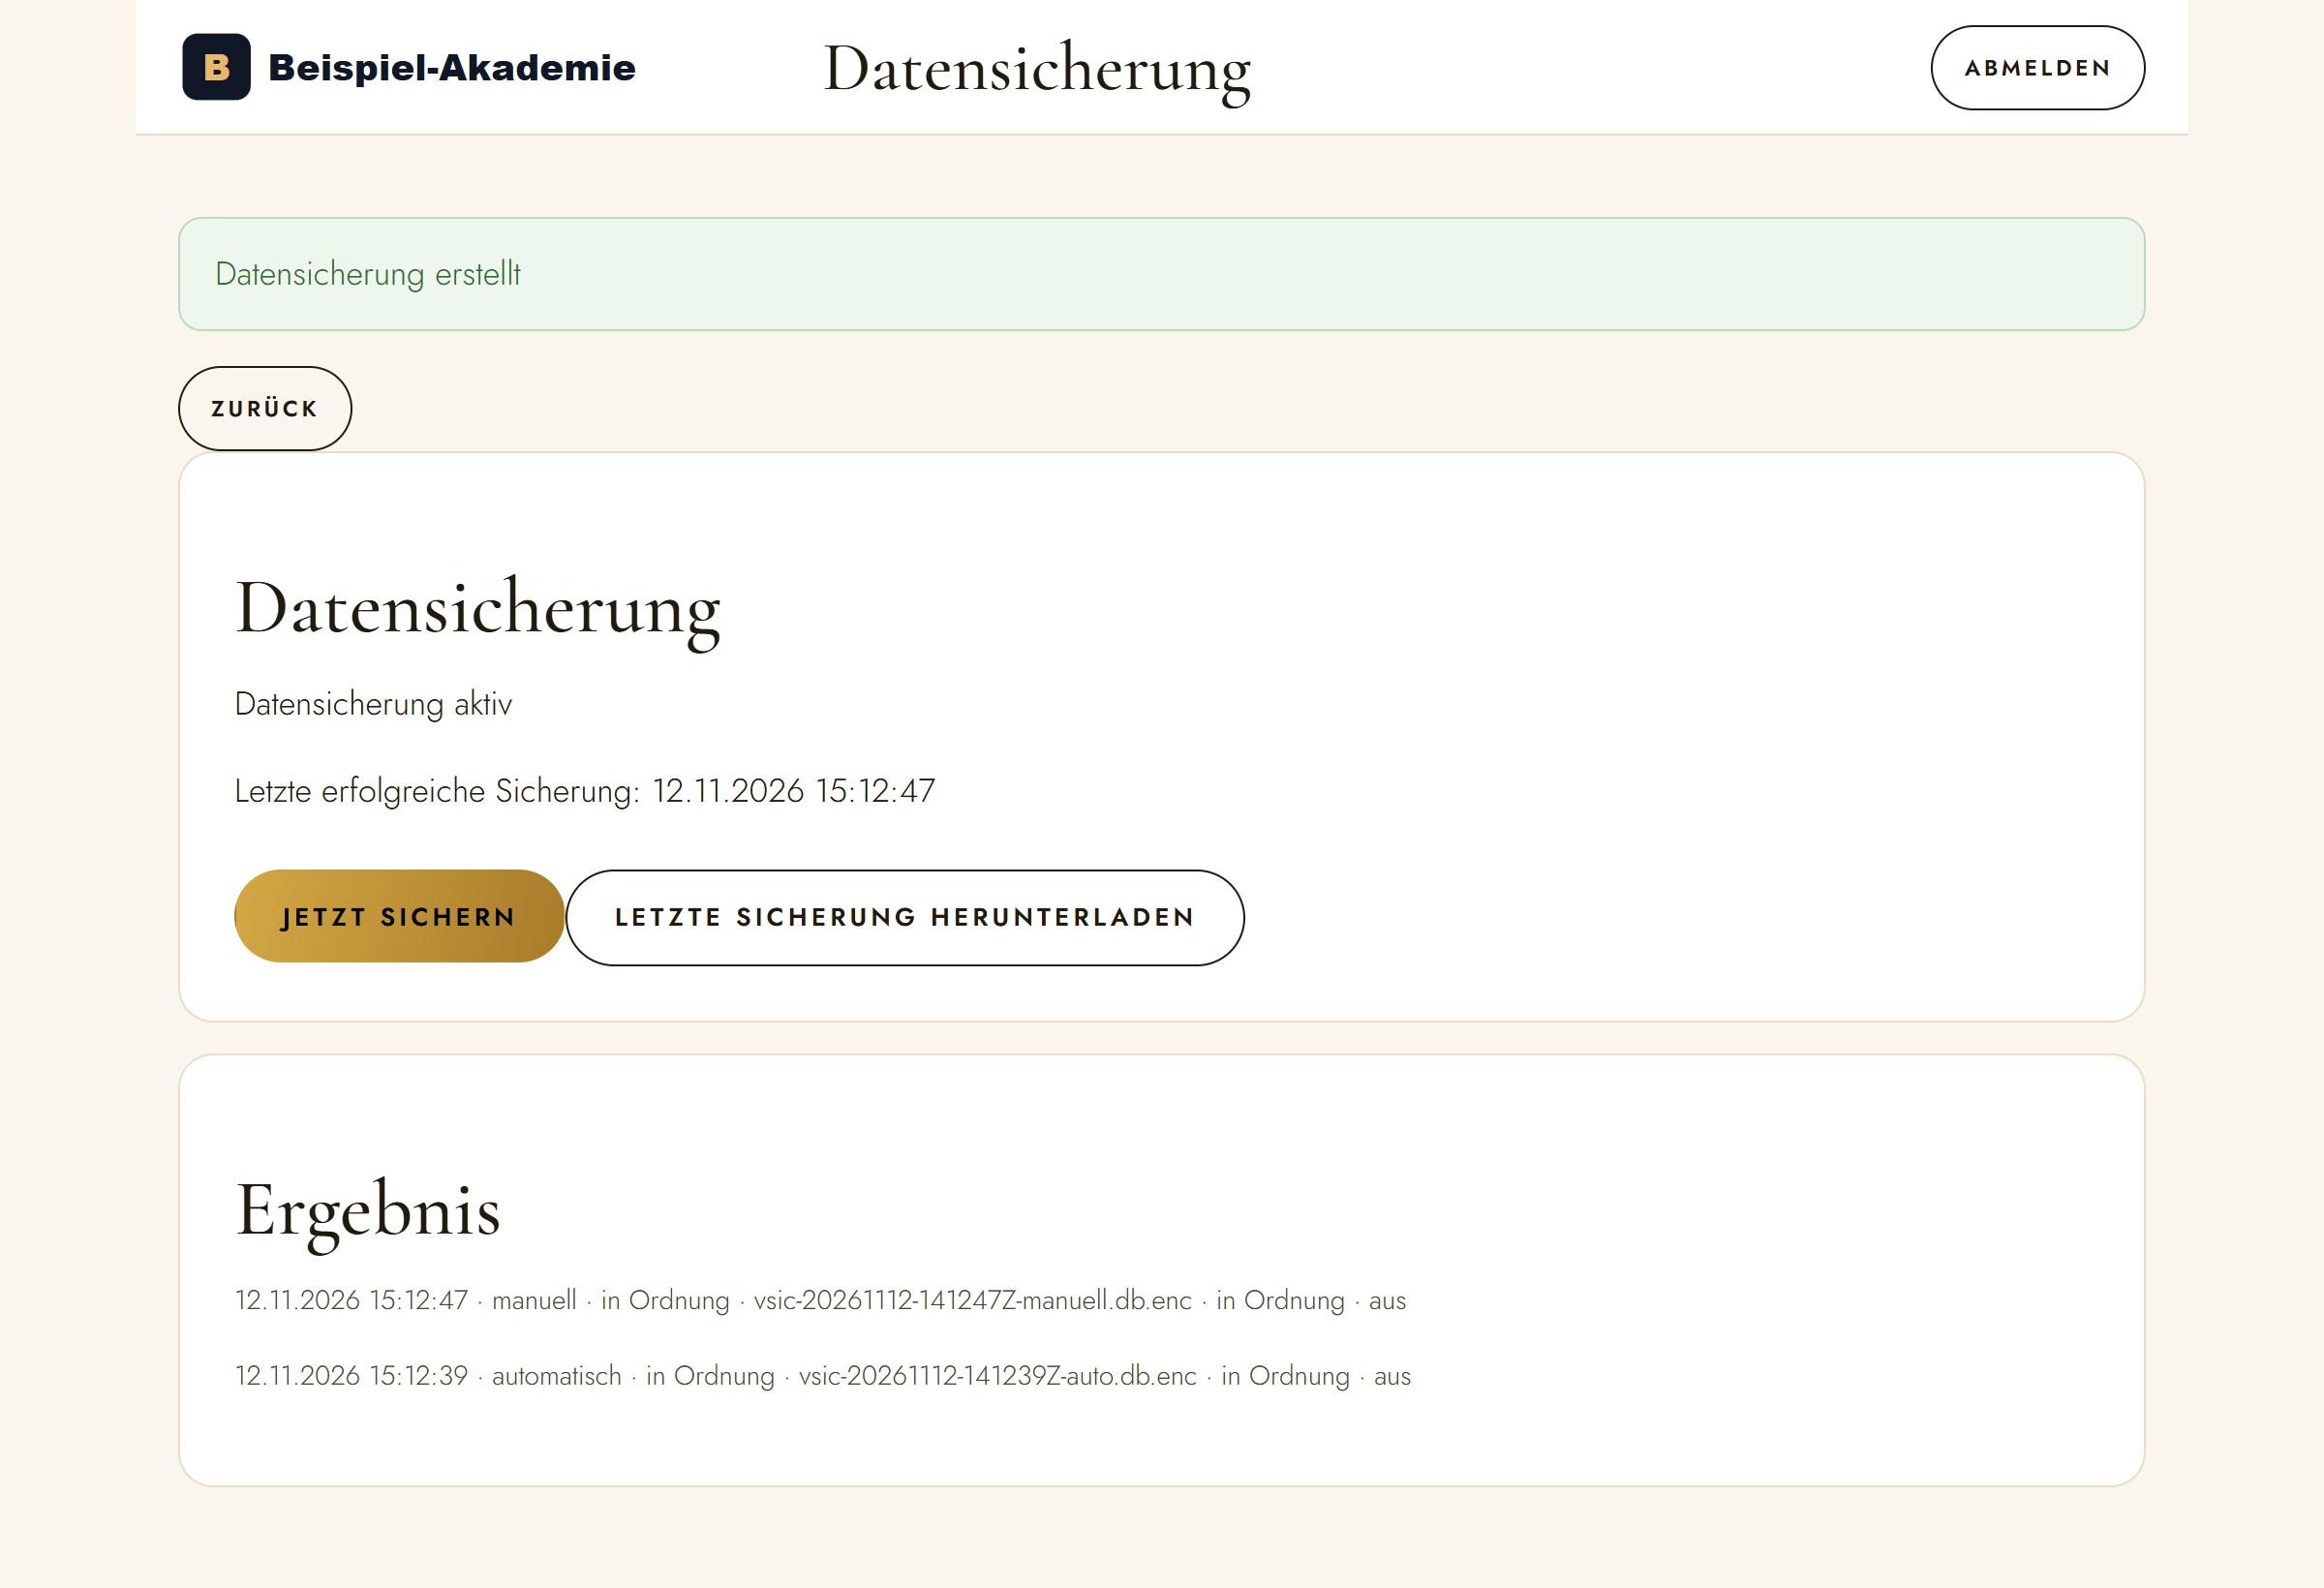 B Beispiel-Akademie
Datensicherung
ABMELDEN
Datensicherung erstellt
ZURÜCK
Datensicherung
Datensicherung aktiv
Letzte erfolgreiche Sicherung: 12.11.2026 15:12:47
JETZT SICHERN
LETZTE SICHERUNG HERUNTERLADEN
Ergebnis
12.11.2026 15:12:47 · manuell · in Ordnung · vsic-20261112-141247Z-manuell.db.enc · in Ordnung · aus
12.11.2026 15:12:39 · automatisch · in Ordnung · vsic-20261112-141239Z-auto.db.enc · in Ordnung · aus